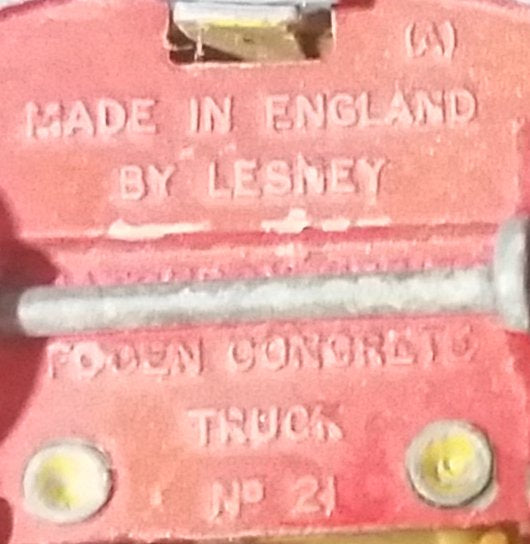 (A)
MADE IN ENGLAND
BY LESNEY
FODEN CONCRETE
TRUCK
Nº 21